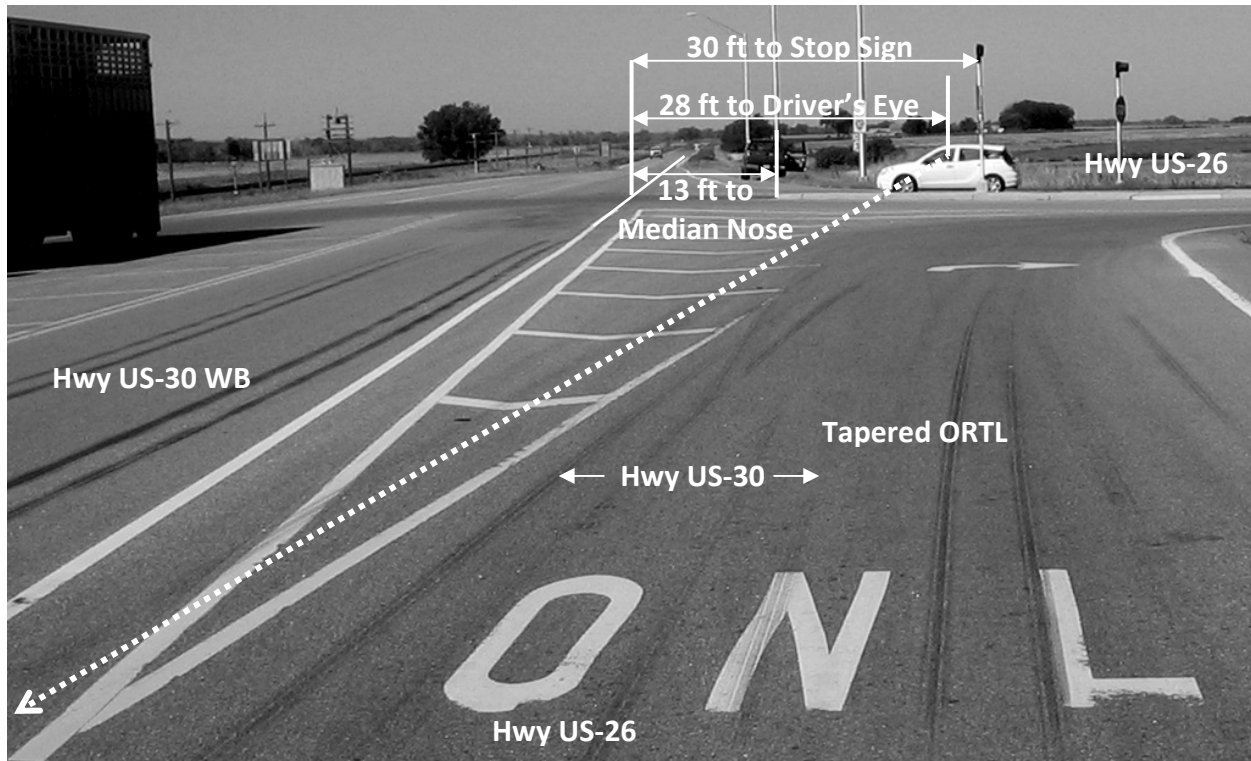 30 ft to Stop Sign
28 ft to Driver's Eye
13 ft to
Median Nose
Hwy US-26
Hwy US-30 WB
Tapered ORTL
Hwy US-30
ONL
Hwy US-26